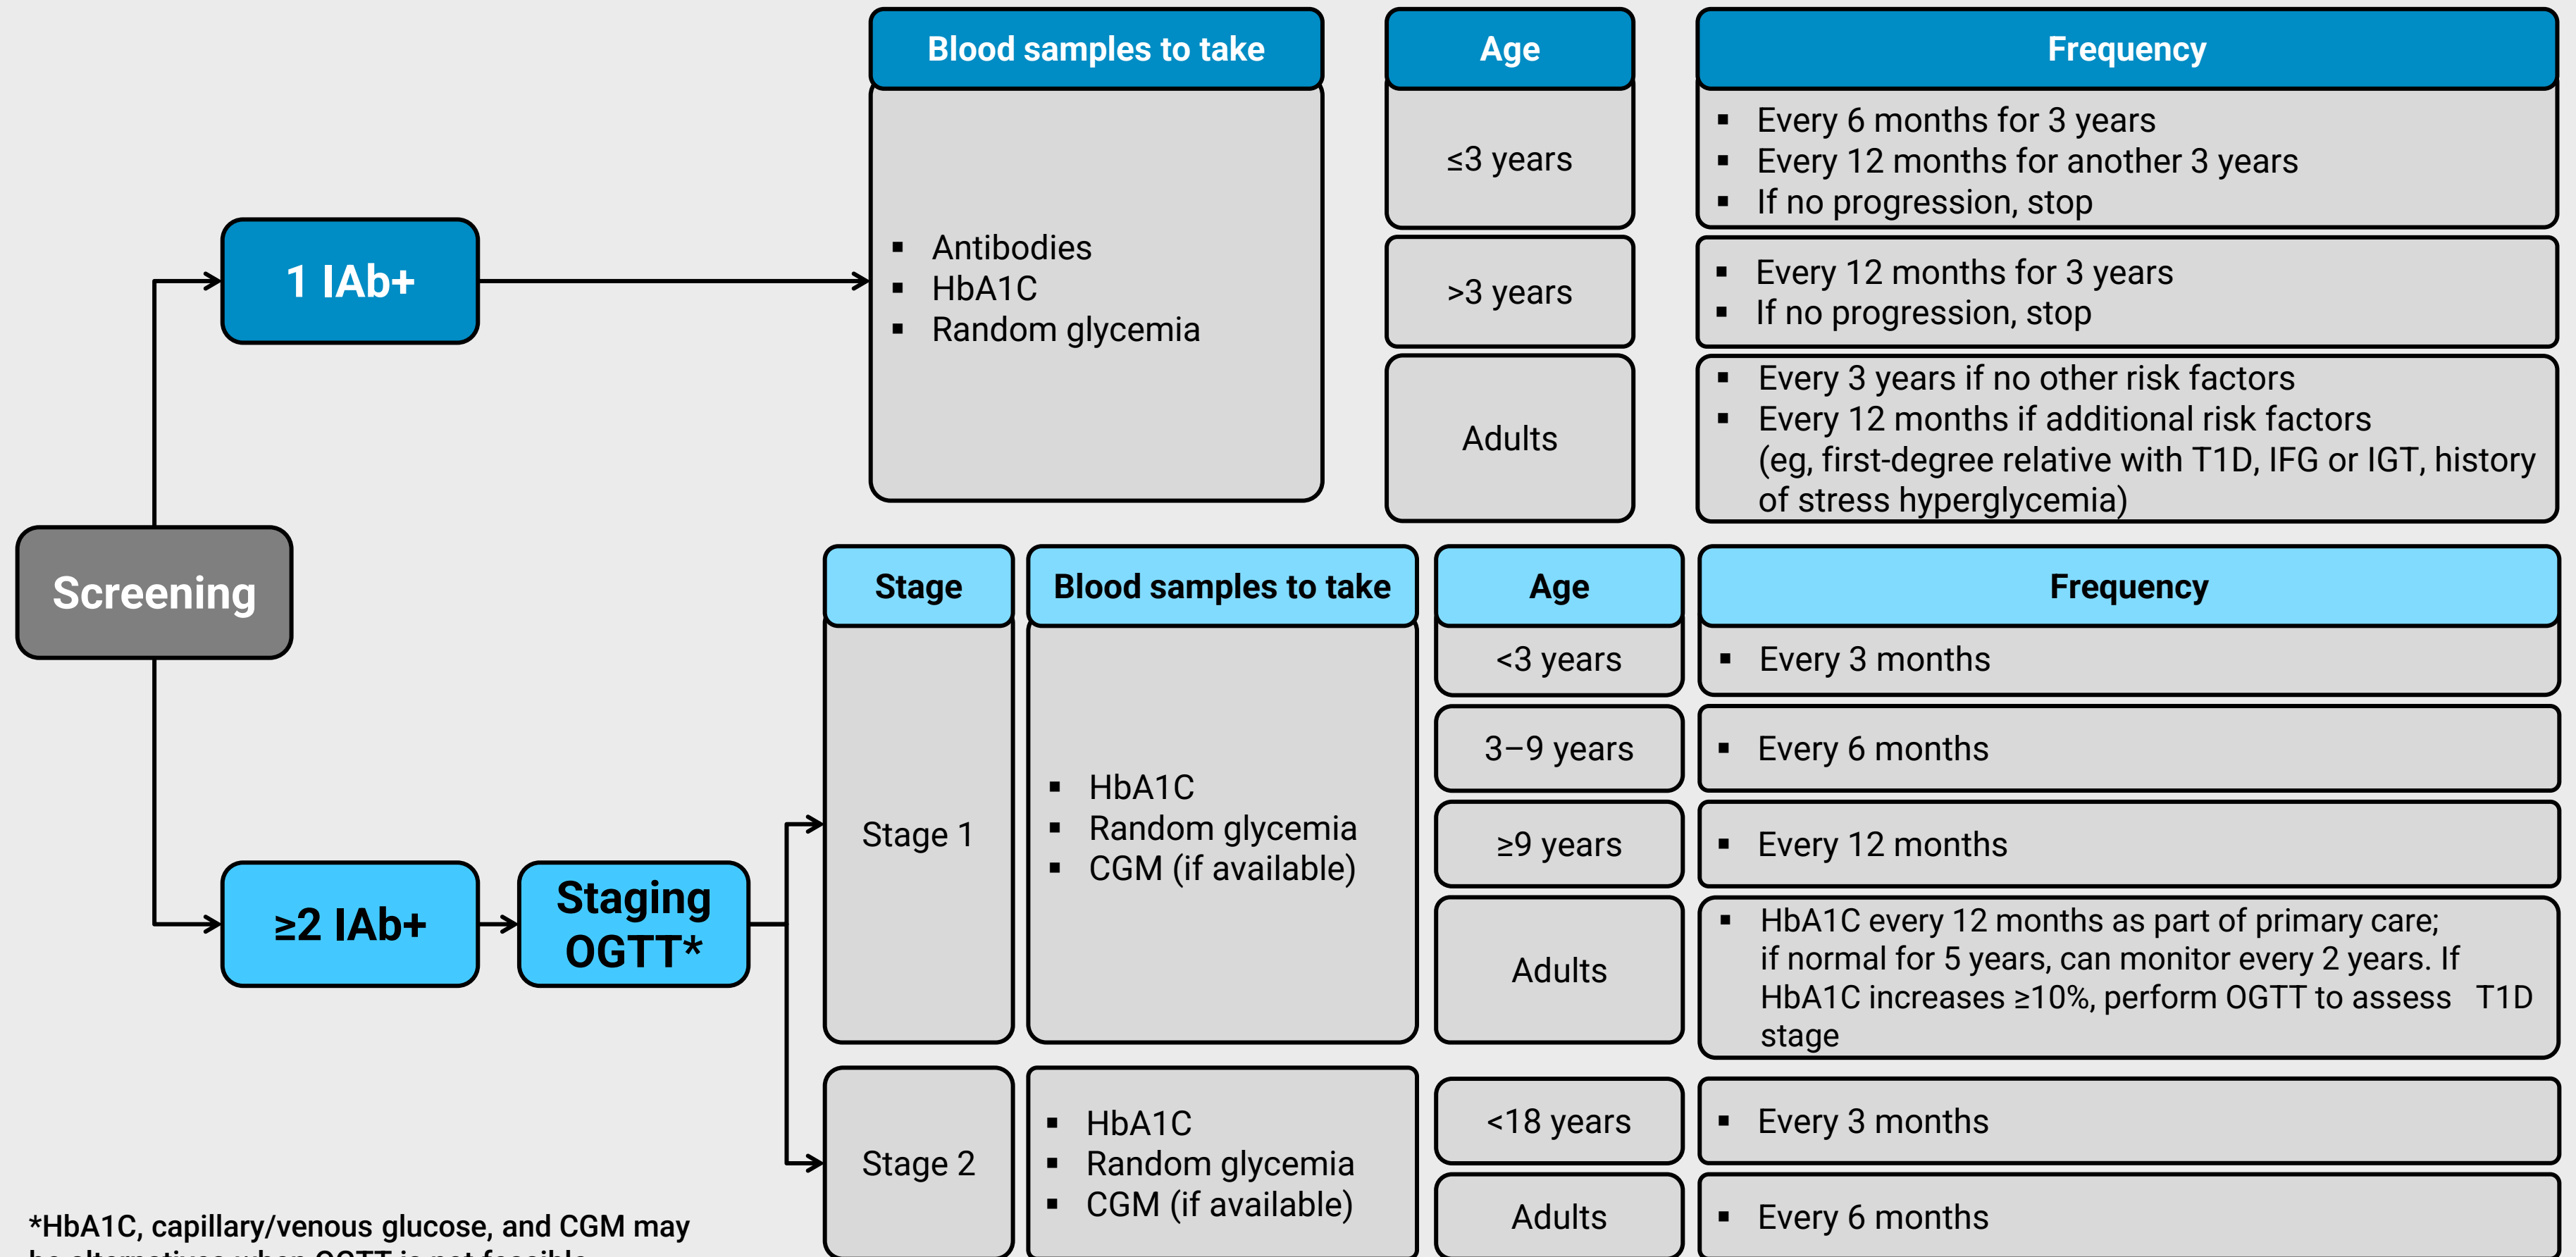 Blood samples to take
Age
Frequency
▪ Antibodies
▪ HbA1C
▪ Random glycemia
≤3 years
▪ Every 6 months for 3 years
▪ Every 12 months for another 3 years
▪ If no progression, stop
>3 years
▪ Every 12 months for 3 years
▪ If no progression, stop
Adults
▪ Every 3 years if no other risk factors
▪ Every 12 months if additional risk factors
(eg, first-degree relative with T1D, IFG or IGT, history
of stress hyperglycemia)
1 IAb+
Screening
≥2 IAb+
Staging
OGTT*
Stage
Blood samples to take
Age
Frequency
Stage 1
▪ HbA1C
▪ Random glycemia
▪ CGM (if available)
<3 years
▪ Every 3 months
3–9 years
▪ Every 6 months
≥9 years
▪ Every 12 months
Adults
▪ HbA1C every 12 months as part of primary care;
if normal for 5 years, can monitor every 2 years. If
HbA1C increases ≥10%, perform OGTT to assess T1D
stage
Stage 2
▪ HbA1C
▪ Random glycemia
▪ CGM (if available)
<18 years
▪ Every 3 months
Adults
▪ Every 6 months
*HbA1C, capillary/venous glucose, and CGM may
be alternatives when OGTT is not feasible